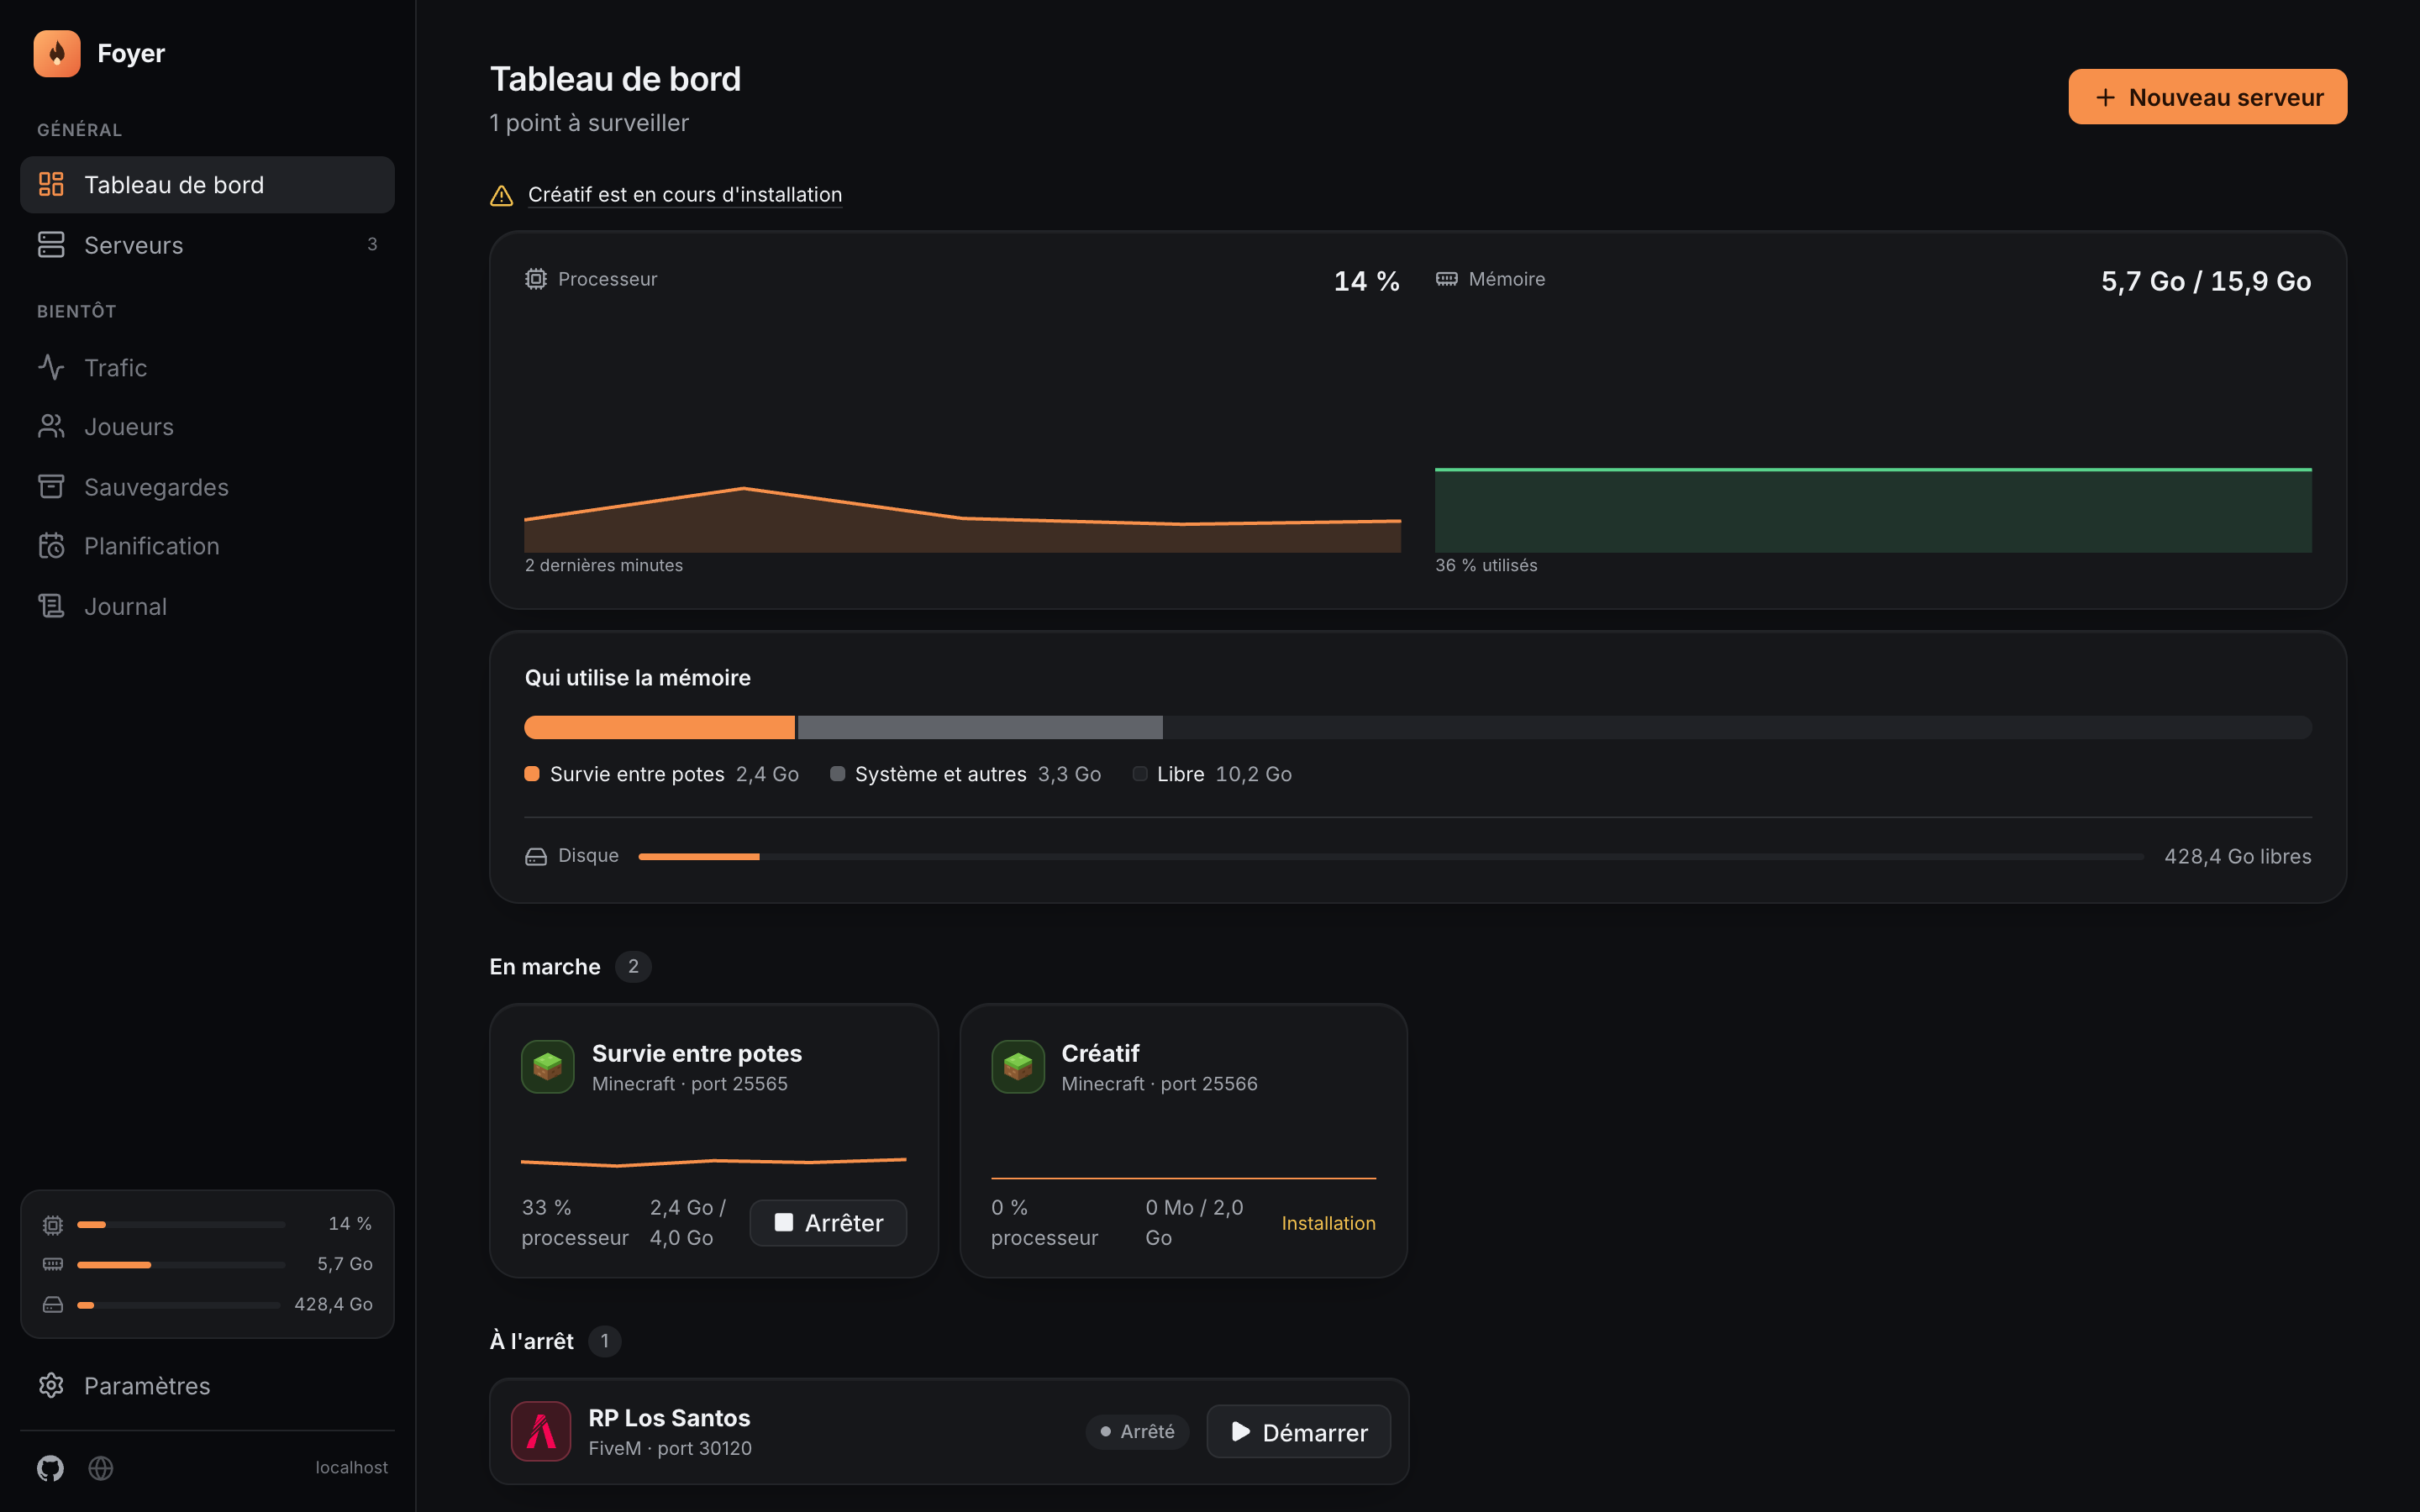 Foyer
GÉNÉRAL
Tableau de bord
Serveurs 3
BIENTÔT
Trafic
Joueurs
Sauvegardes
Planification
Journal
14 %
5,7 Go
428,4 Go
Paramètres
localhost
Tableau de bord
1 point à surveiller
Nouveau serveur
Créatif est en cours d'installation
Processeur 14 %
2 dernières minutes
Mémoire 5,7 Go / 15,9 Go
36 % utilisés
Qui utilise la mémoire
Survie entre potes 2,4 Go Système et autres 3,3 Go Libre 10,2 Go
Disque 428,4 Go libres
En marche 2
Survie entre potes
Minecraft · port 25565
33 %
processeur
2,4 Go /
4,0 Go
Arrêter
Créatif
Minecraft · port 25566
0 %
processeur
0 Mo / 2,0
Go
Installation
À l'arrêt 1
RP Los Santos
FiveM · port 30120
Arrêté
Démarrer